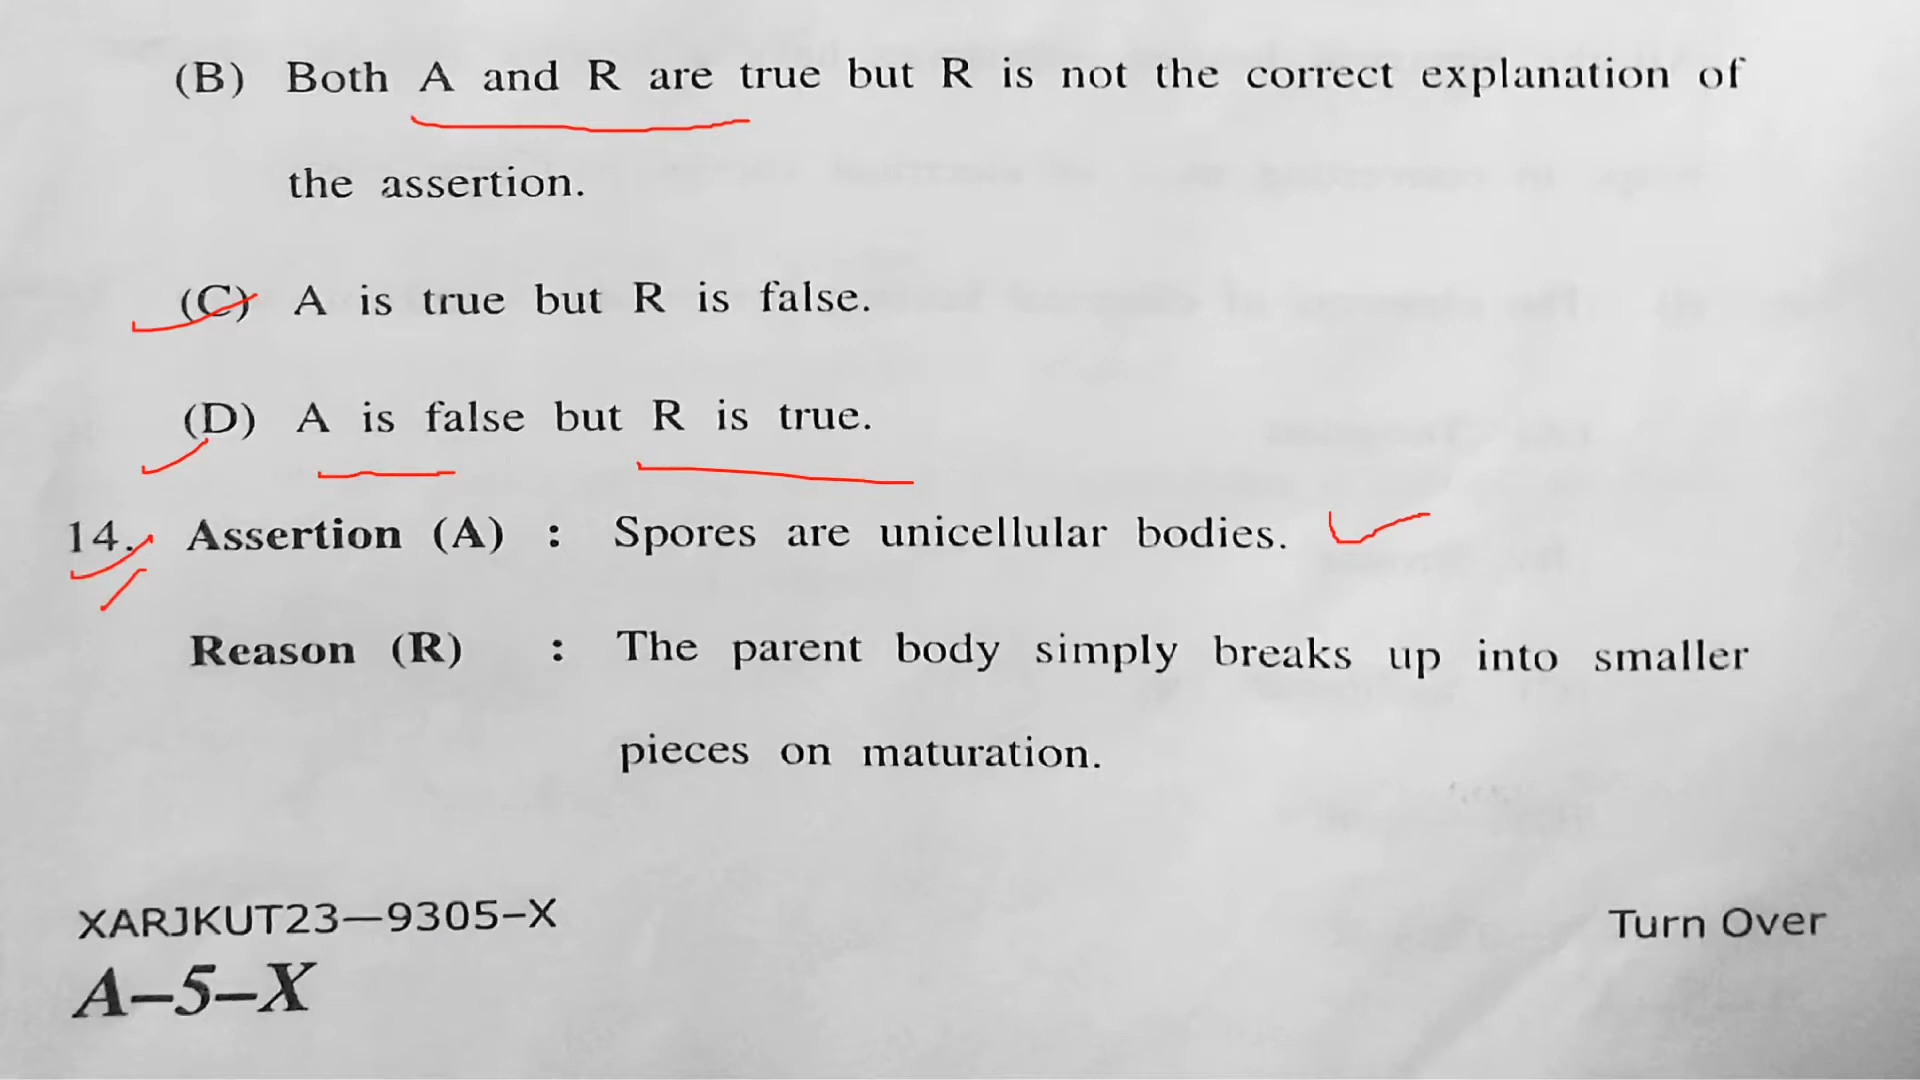 (B) Both A and R are true but R is not the correct explanation of
the assertion.
(C) A is true but R is false.
(D) A is false but R is true.
14. Assertion (A) : Spores are unicellular bodies.
Reason (R) : The parent body simply breaks up into smaller
pieces on maturation.
XARJKUT23—9305-X
Turn Over
A-5-X